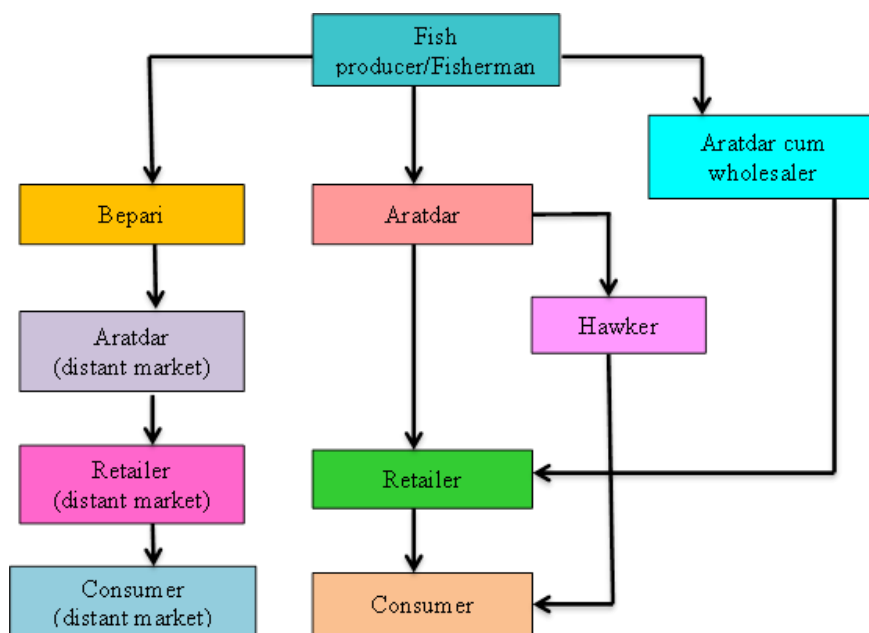 Fish
producer/Fisherman
Aratdar cum
wholesaler
Bepari
Aratdar
Hawker
Aratdar
(distant market)
Retailer
(distant market)
Retailer
Consumer
(distant market)
Consumer